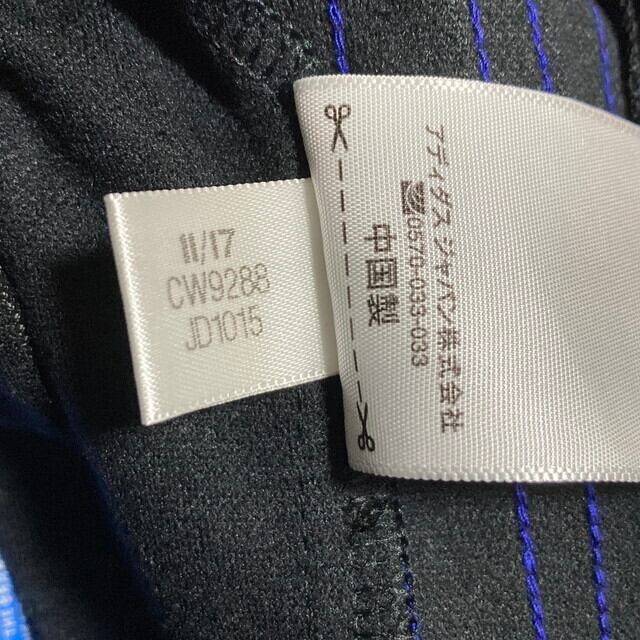 11/17
CW9288
JD1015
アディダス ジャパン株式会社
0570-033-033
中国製